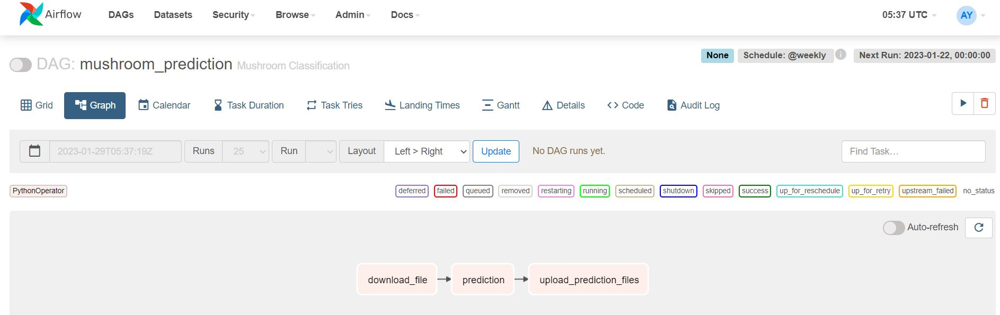 Airflow DAGs Datasets Security Browse Admin Docs 05:37 UTC AY
None Schedule: @weekly i Next Run: 2023-01-22, 00:00:00
DAG: mushroom_prediction Mushroom Classification
Grid Graph Calendar Task Duration Task Tries Landing Times Gantt Details Code Audit Log
2023-01-29T05:37:19Z Runs 25 Run Layout Left > Right Update No DAG runs yet. Find Task…
PythonOperator deferred failed queued removed restarting running scheduled shutdown skipped success up_for_reschedule up_for_retry upstream_failed no_status
Auto-refresh
download_file prediction upload_prediction_files